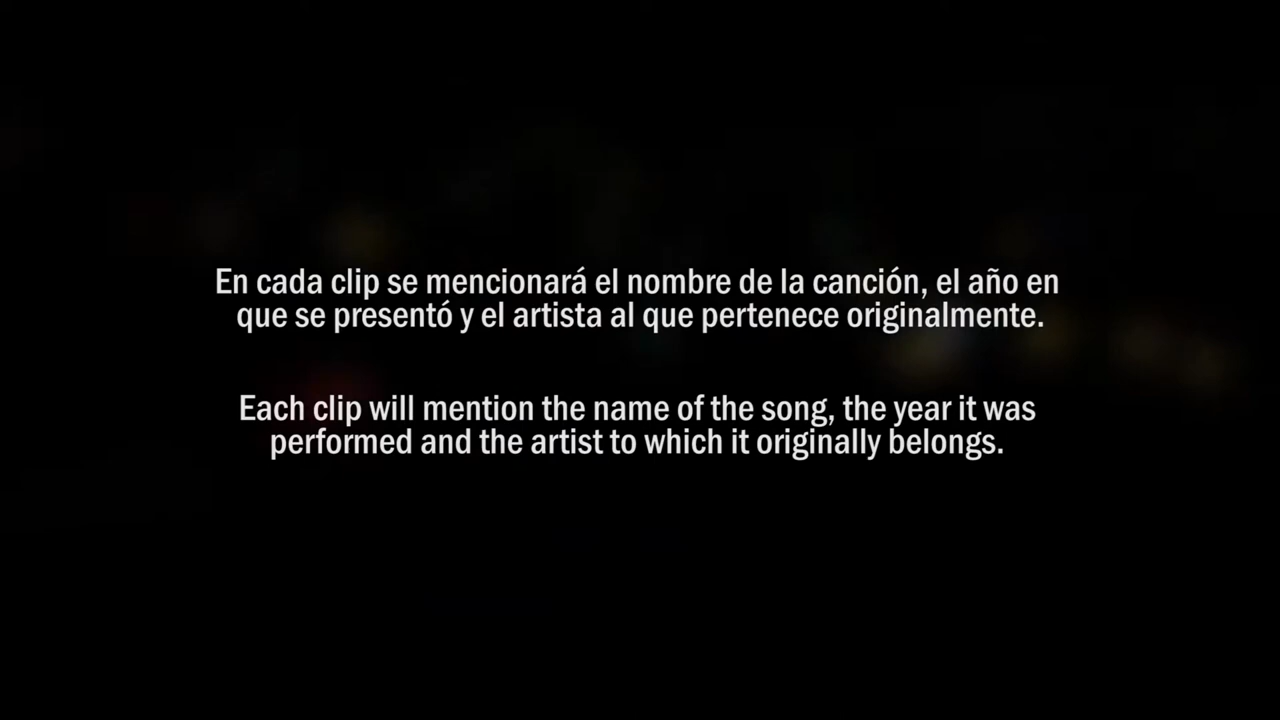 En cada clip se mencionará el nombre de la canción, el año en
que se presentó y el artista al que pertenece originalmente.
Each clip will mention the name of the song, the year it was
performed and the artist to which it originally belongs.